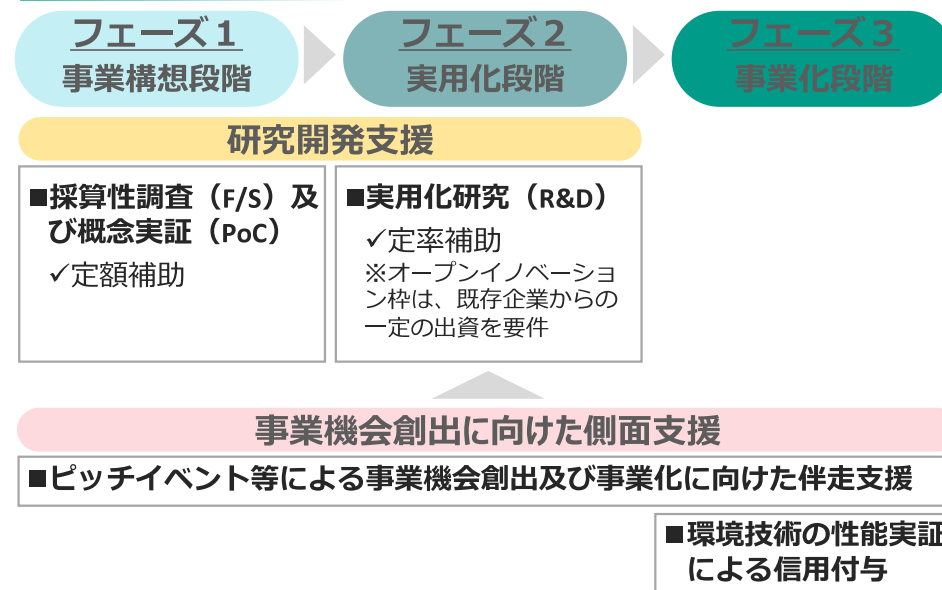 フェーズ1
事業構想段階
フェーズ2
実用化段階
フェーズ3
事業化段階
研究開発支援
■採算性調査（F/S）及
び概念実証（PoC）
✓定額補助
■実用化研究（R&D）
✓定率補助
※オープンイノベーショ
ン枠は、既存企業からの
一定の出資を要件
事業機会創出に向けた側面支援
■ピッチイベント等による事業機会創出及び事業化に向けた伴走支援
■環境技術の性能実証
による信用付与